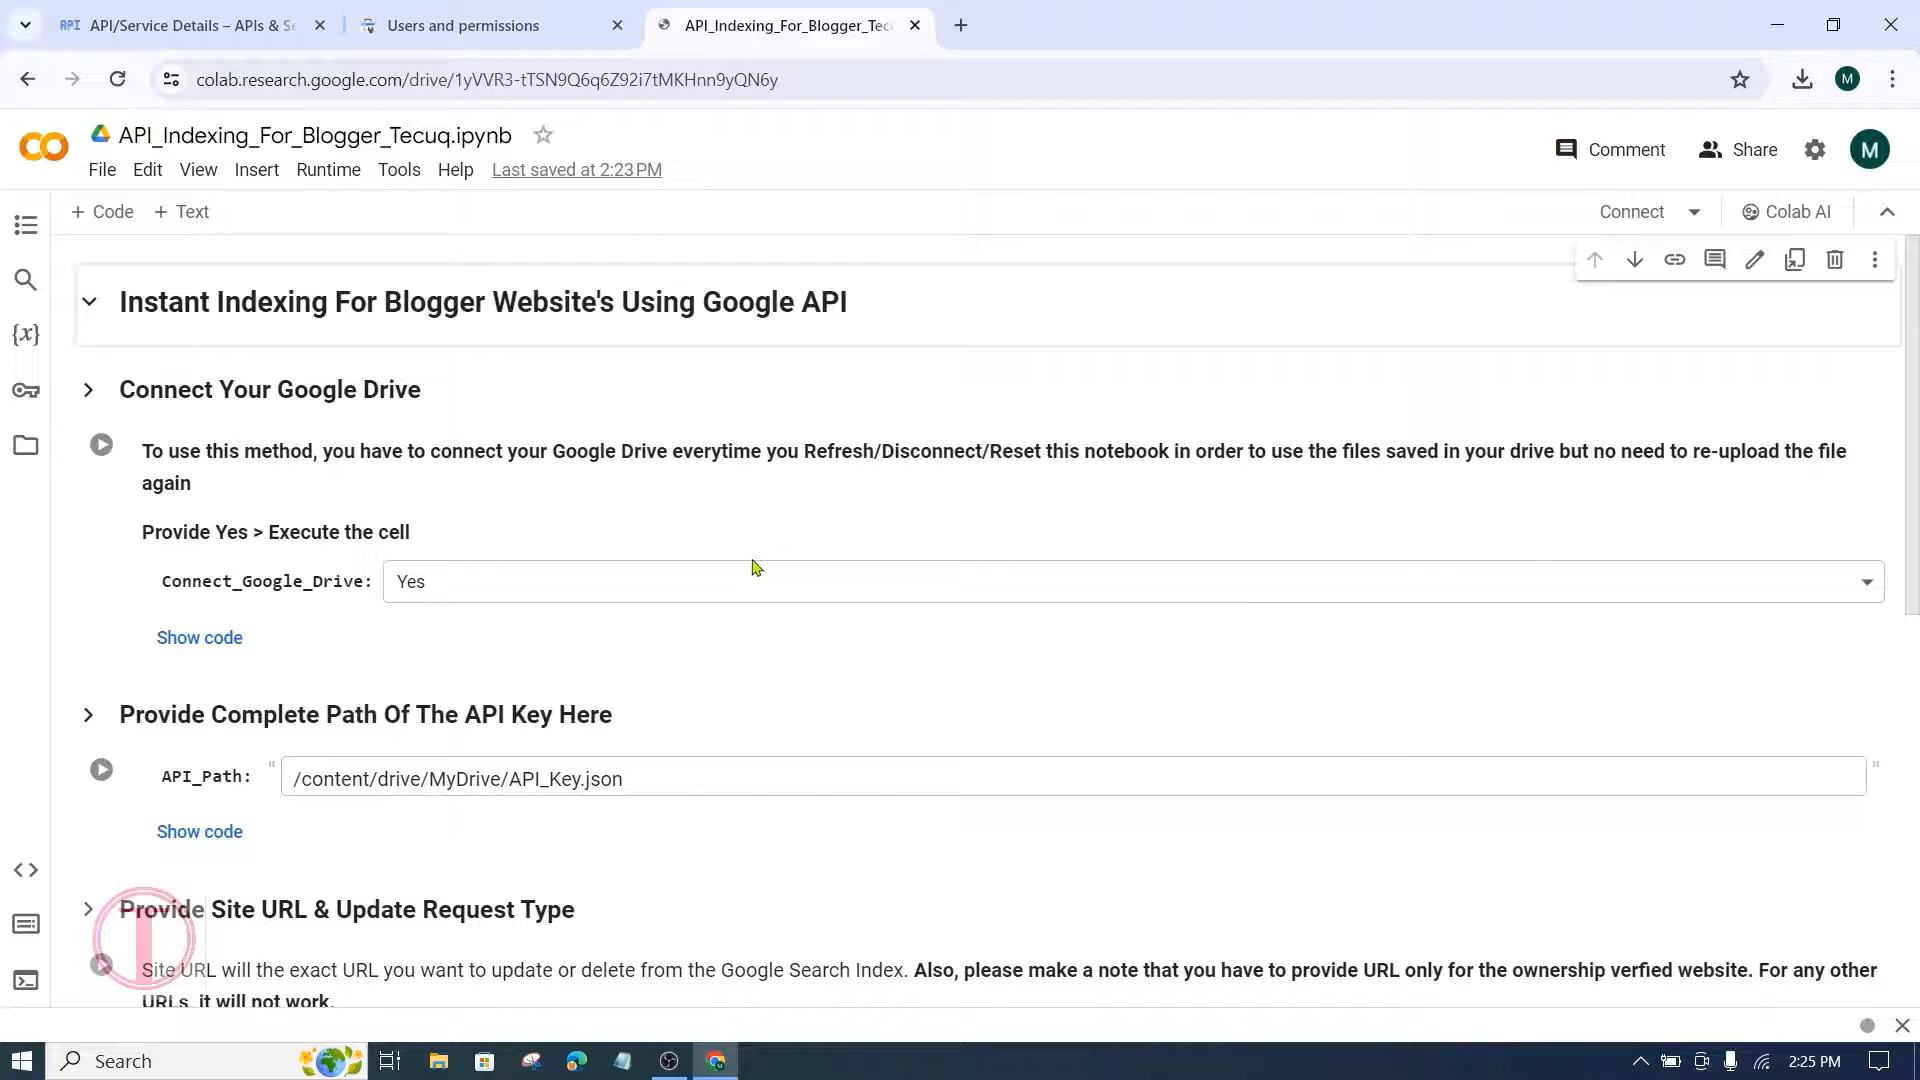 API API/Service Details – APIs & Se
Users and permissions
API_Indexing_For_Blogger_Tec
colab.research.google.com/drive/1yVVR3-tTSN9Q6q6Z92i7tMKHnn9yQN6y
M
CO
API_Indexing_For_Blogger_Tecuq.ipynb
Comment
Share
M
File Edit View Insert Runtime Tools Help Last saved at 2:23 PM
+ Code + Text
Connect
Colab AI
Instant Indexing For Blogger Website's Using Google API
{x}
Connect Your Google Drive
To use this method, you have to connect your Google Drive everytime you Refresh/Disconnect/Reset this notebook in order to use the files saved in your drive but no need to re-upload the file
again
Provide Yes > Execute the cell
Connect_Google_Drive: Yes
Show code
Provide Complete Path Of The API Key Here
API_Path: " /content/drive/MyDrive/API_Key.json "
Show code
Provide Site URL & Update Request Type
T
Site URL will the exact URL you want to update or delete from the Google Search Index. Also, please make a note that you have to provide URL only for the ownership verfied website. For any other
URLs, it will not work.
Search
2:25 PM